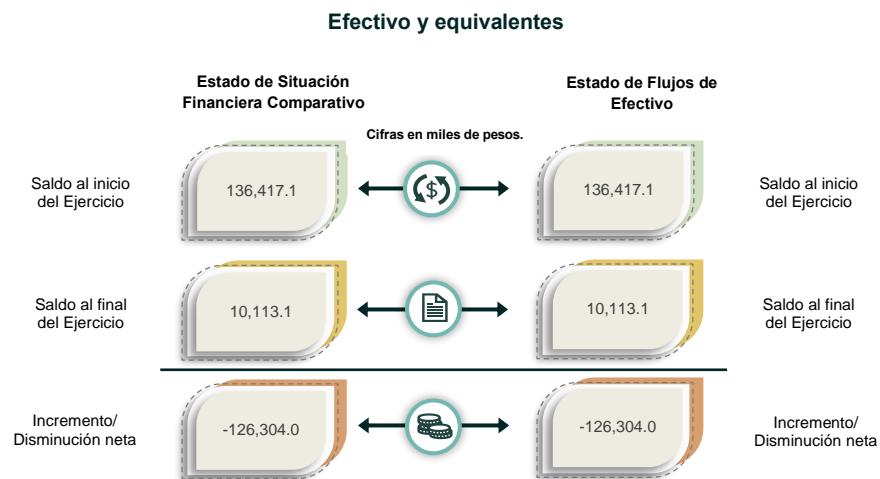 Efectivo y equivalentes
Estado de Situación
Financiera Comparativo
Estado de Flujos de
Efectivo
Cifras en miles de pesos.
Saldo al inicio
del Ejercicio
136,417.1
$
136,417.1
Saldo al inicio
del Ejercicio
Saldo al final
del Ejercicio
10,113.1
10,113.1
Saldo al final
del Ejercicio
Incremento/
Disminución neta
-126,304.0
-126,304.0
Incremento/
Disminución neta